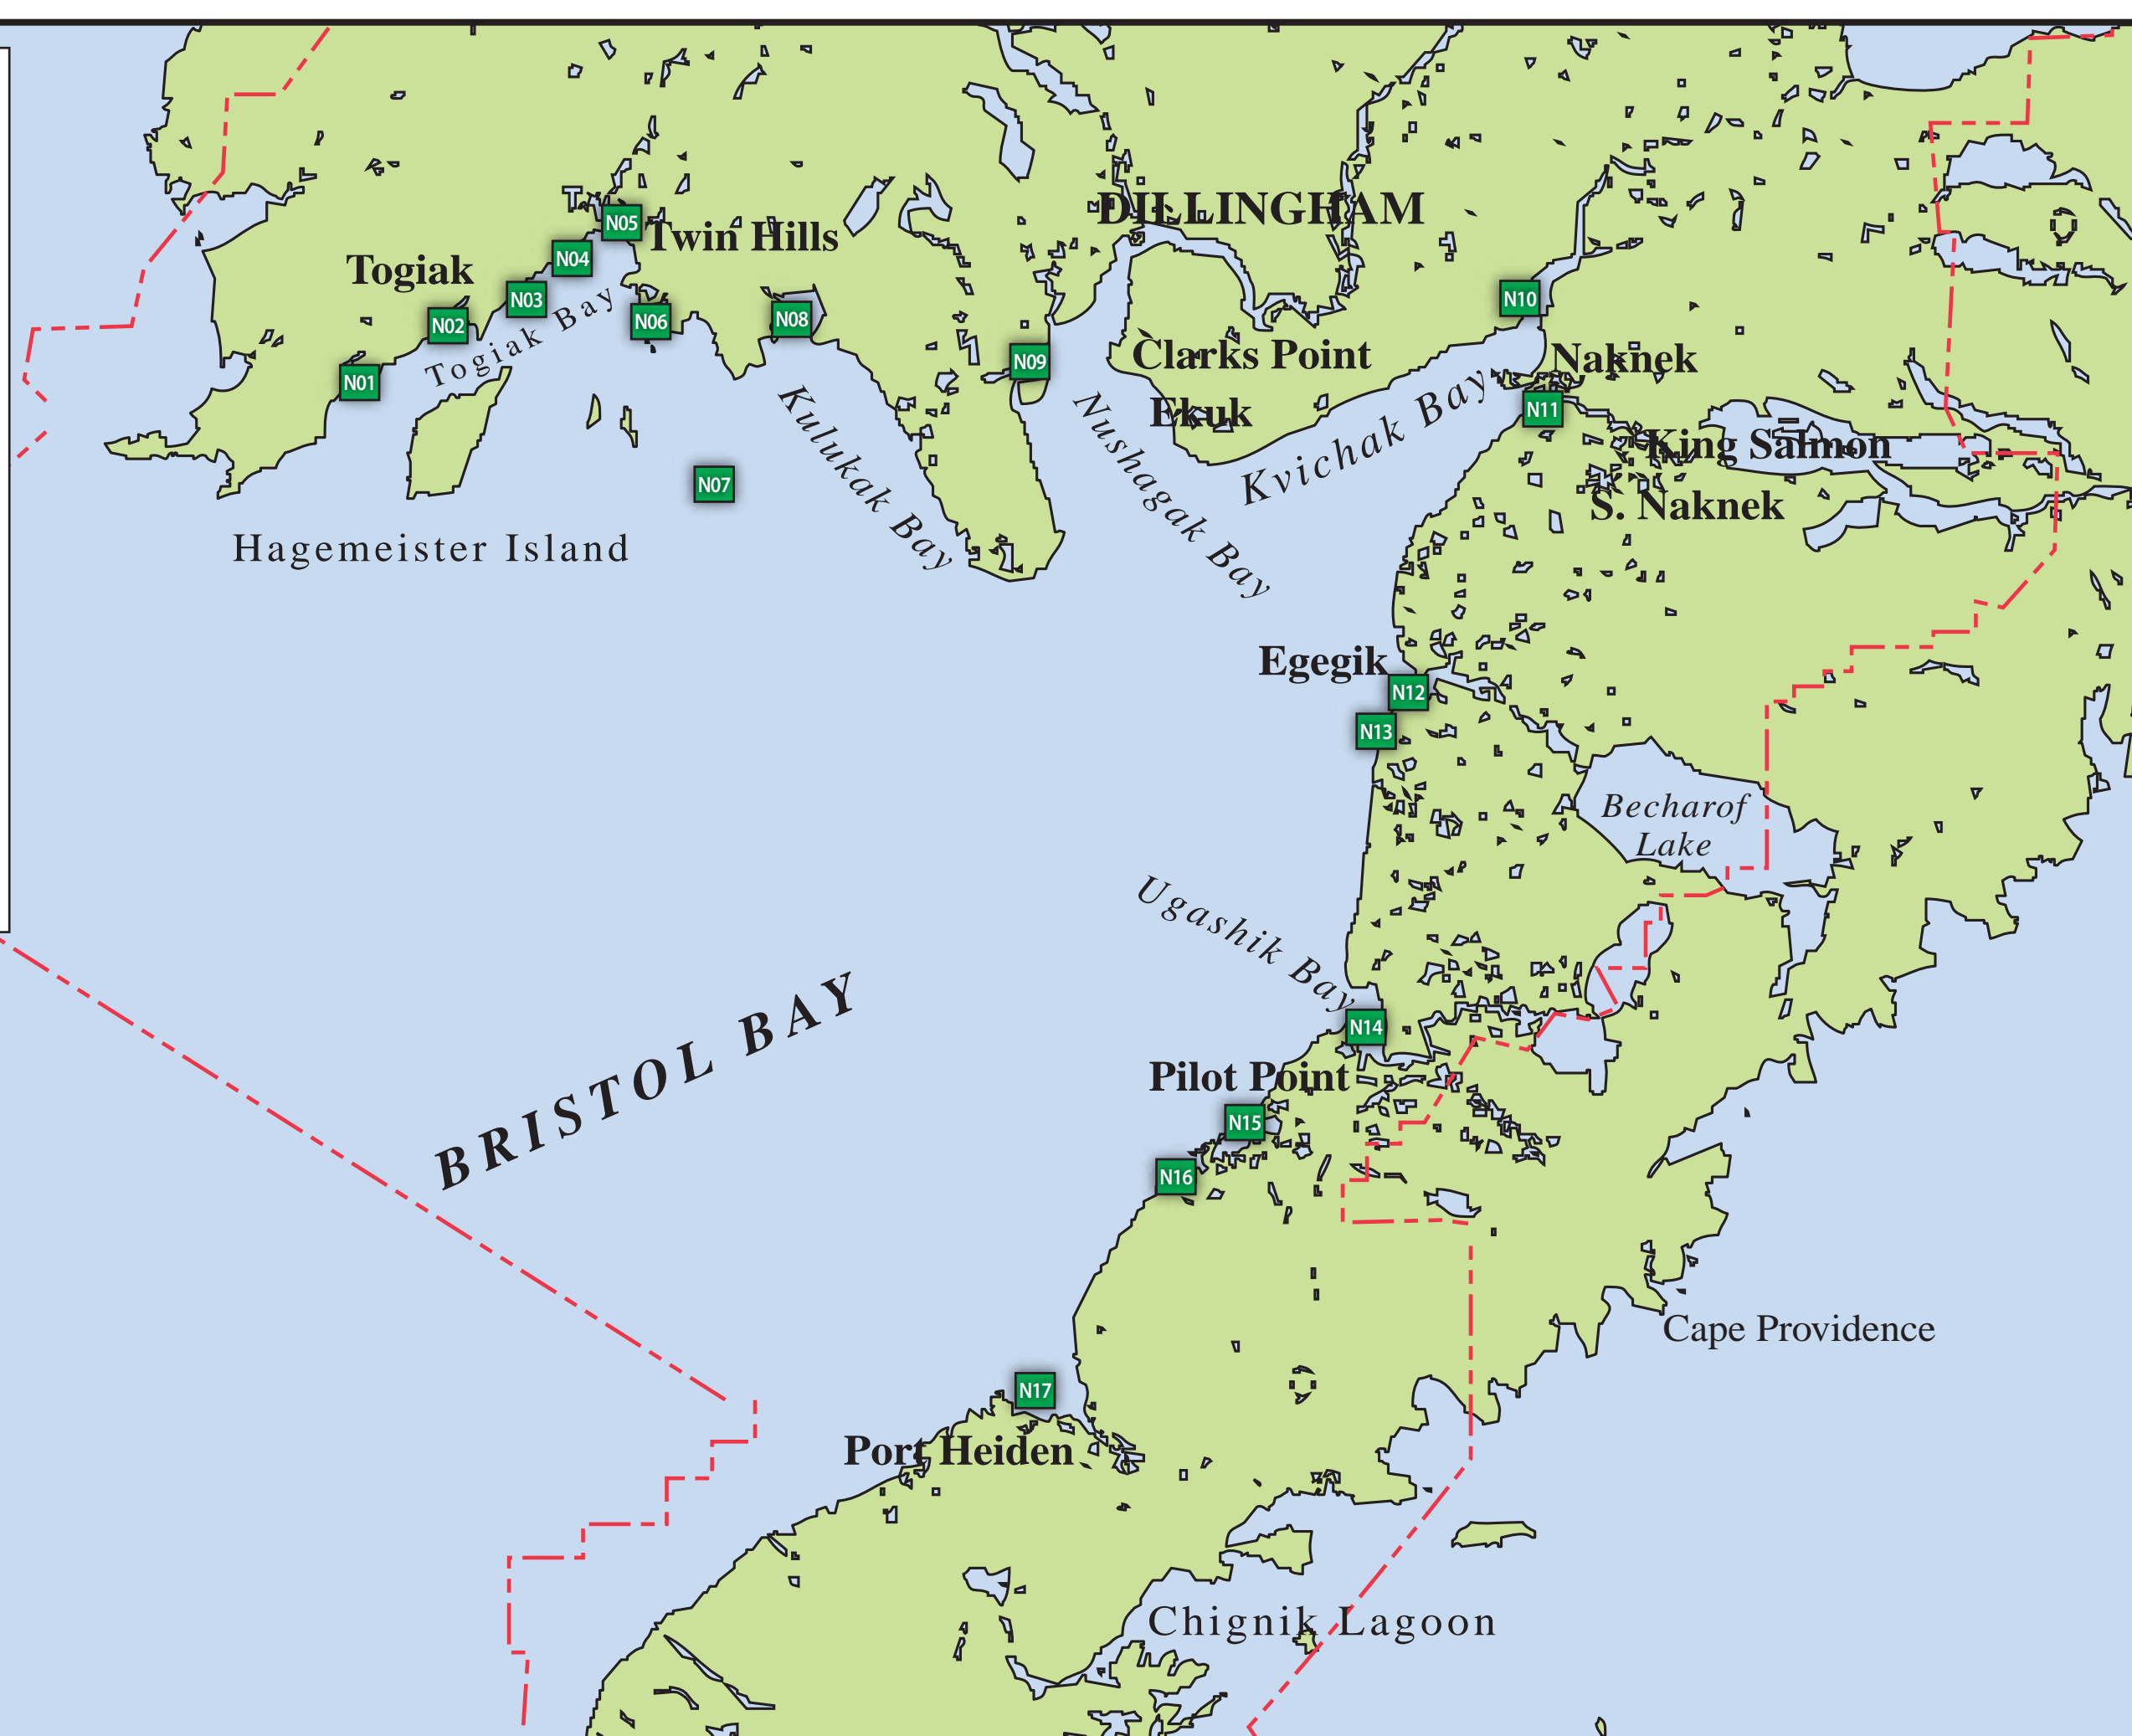 DILLINGHAM
N05
Twin Hills
N04
Togiak
N03
N02
Togiak Bay
N06
N08
N10
N01
N09
Clarks Point
Naknek
Ekuk
N11
Kvichak Bay
King Salmon
Kulukak Bay
Nushagak Bay
N07
S. Naknek
Hagemeister Island
Egegik
N12
N13
Becharof
Lake
Ugashik Bay
N14
BRISTOL BAY
Pilot Point
N15
N16
Cape Providence
N17
Port Heiden
Chignik Lagoon